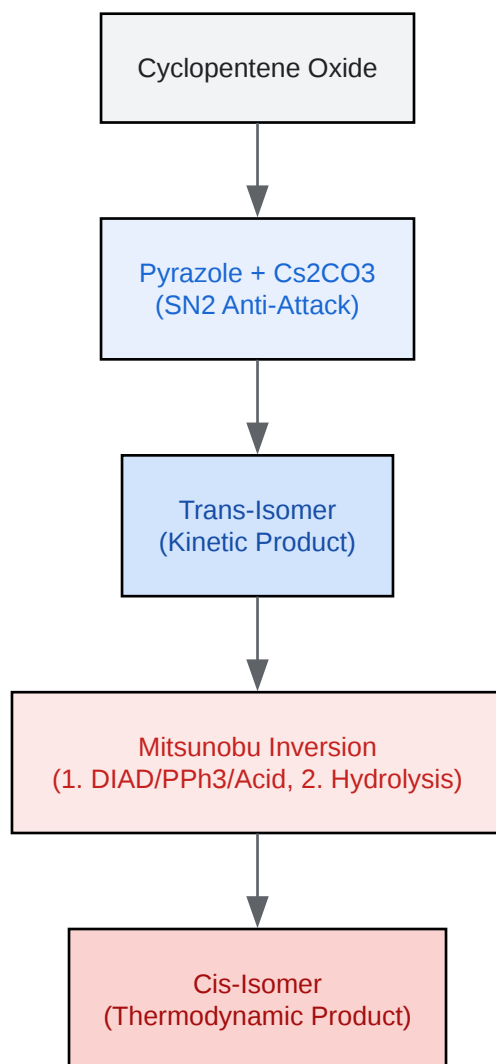 Cyclopentene Oxide
Pyrazole + Cs2CO3
(SN2 Anti-Attack)
Trans-Isomer
(Kinetic Product)
Mitsunobu Inversion
(1. DIAD/PPh3/Acid, 2. Hydrolysis)
Cis-Isomer
(Thermodynamic Product)